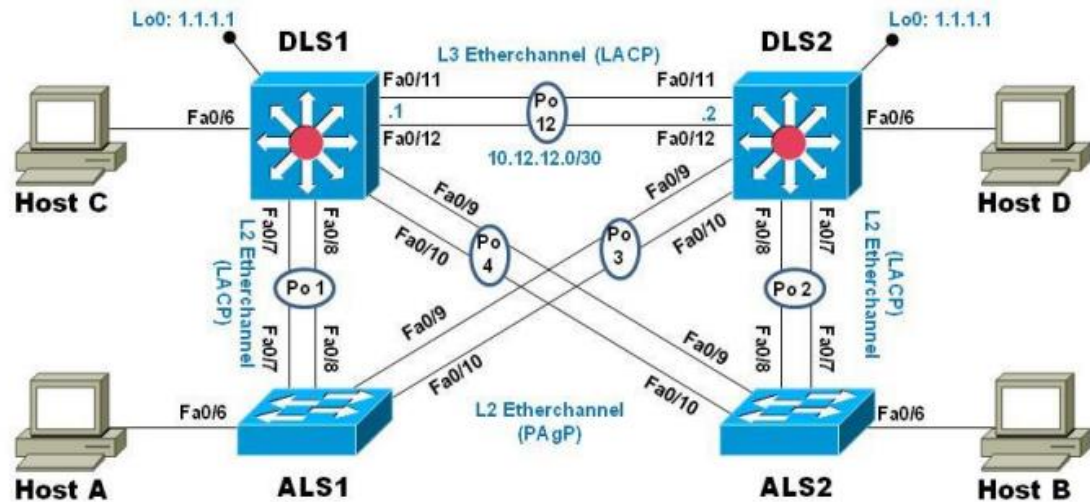 Lo0: 1.1.1.1
Lo0: 1.1.1.1
DLS1
DLS2
L3 Etherchannel (LACP)
Fa0/11
Fa0/11
Fa0/6
.1
Po
12
.2
Fa0/6
Fa0/12
Fa0/12
10.12.12.0/30
Host C
Host D
Fa0/9
Fa0/9
Fa0/7
Fa0/8
Fa0/10
Fa0/10
Fa0/8
Fa0/7
L2 Etherchannel
(LACP)
Po
4
Po
3
L2 Etherchannel
(LACP)
Po 1
Po 2
Fa0/9
Fa0/9
Fa0/7
Fa0/8
Fa0/10
Fa0/10
Fa0/8
Fa0/7
Fa0/6
L2 Etherchannel
(PAgP)
Fa0/6
Host A
ALS1
ALS2
Host B